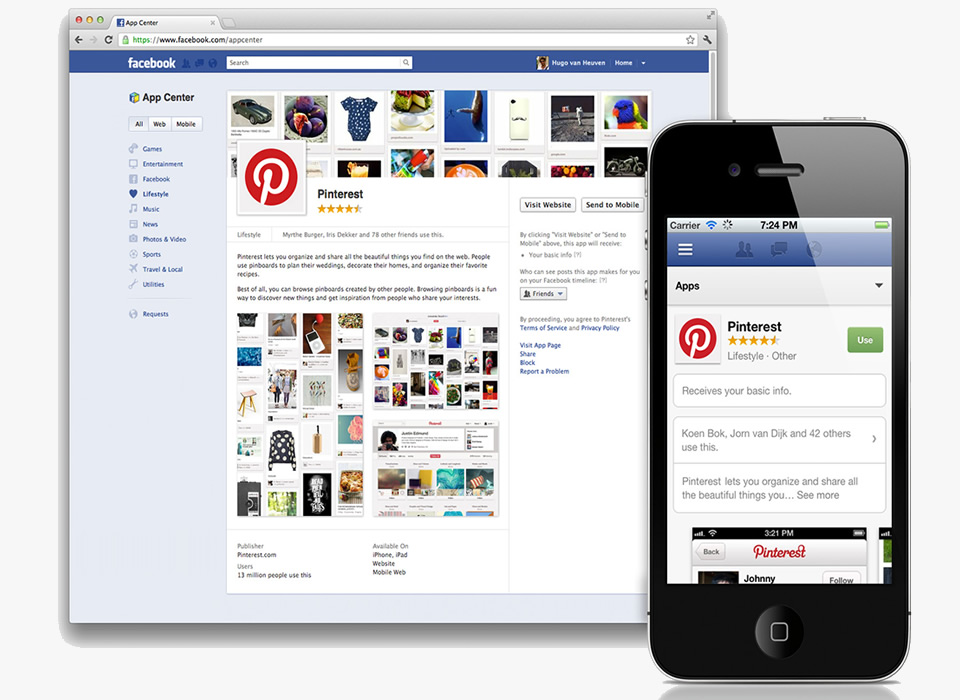 App Center
https://www.facebook.com/appcenter
facebook
Search
Hugo van Heuven
Home
App Center
All
Web
Mobile
Games
Entertainment
Facebook
Lifestyle
Music
News
Photos & Video
Sports
Travel & Local
Utilities
Requests
Pinterest
Visit Website
Send to Mobile
Lifestyle
Myrthe Burger, Iris Dekker and 78 other friends use this.
Pinterest lets you organize and share all the beautiful things you find on the web. People
use pinboards to plan their weddings, decorate their homes, and organize their favorite
recipes.
Best of all, you can browse pinboards created by other people. Browsing pinboards is a fun
way to discover new things and get inspiration from people who share your interests.
By clicking "Visit Website" or "Send to
Mobile" above, this app will receive:
• Your basic info (?)
Who can see posts this app makes for you
on your Facebook timeline: (?)
Friends
By proceeding, you agree to Pinterest's
Terms of Service and Privacy Policy
Visit App Page
Share
Block
Report a Problem
Justin Edmund
Publisher
Pinterest.com
Users
13 million people use this
Available On
iPhone, iPad
Website
Mobile Web
Carrier
7:24 PM
Apps
Pinterest
Lifestyle · Other
Use
Receives your basic info.
Koen Bok, Jorn van Dijk and 42 others
use this.
Pinterest lets you organize and share all
the beautiful things you… See more
3:21 PM
Back
Pinterest
Johnny
Follow